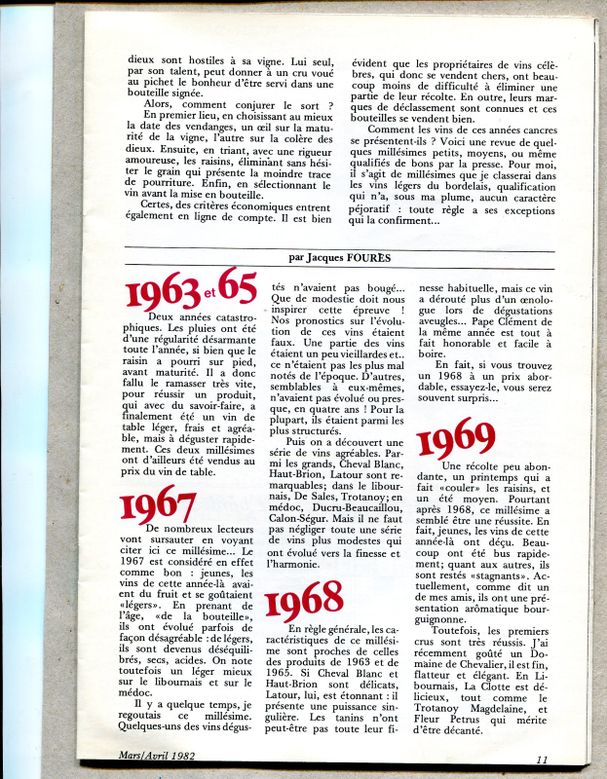 dieux sont hostiles à sa vigne. Lui seul,
par son talent, peut donner à un cru voué
au pichet le bonheur d'être servi dans une
bouteille signée.
Alors, comment conjurer le sort ?
En premier lieu, en choisissant au mieux
la date des vendanges, un œil sur la matu-
rité de la vigne, l'autre sur la colère des
dieux. Ensuite, en triant, avec une rigueur
amoureuse, les raisins, éliminant sans hési-
ter le grain qui présente la moindre trace
de pourriture. Enfin, en sélectionnant le
vin avant la mise en bouteille.
Certes, des critères économiques entrent
également en ligne de compte. Il est bien
évident que les propriétaires de vins célè-
bres, qui donc se vendent chers, ont beau-
coup moins de difficulté à éliminer une
partie de leur récolte. En outre, leurs mar-
ques de déclassement sont connues et ces
bouteilles se vendent bien.
Comment les vins de ces années cancres
se présentent-ils ? Voici une revue de quel-
ques millésimes petits, moyens, ou même
qualifiés de bons par la presse. Pour moi,
il s'agit de millésimes que je classerai dans
les vins légers du bordelais, qualification
qui n'a, sous ma plume, aucun caractère
péjoratif : toute règle a ses exceptions
qui la confirment...
par Jacques FOURÈS
1963 et 65
Deux années catastro-
phiques. Les pluies ont été
d'une régularité désarmante
toute l'année, si bien que le
raisin a pourri sur pied,
avant maturité. Il a donc
fallu le ramasser très vite,
pour réussir un produit,
qui avec du savoir-faire, a
finalement été un vin de
table léger, frais et agréa-
ble, mais à déguster rapide-
ment. Ces deux millésimes
ont d'ailleurs été vendus au
prix du vin de table.
1967
De nombreux lecteurs
vont sursauter en voyant
citer ici ce millésime... Le
1967 est considéré en effet
comme bon : jeunes, les
vins de cette année-là avai-
ent du fruit et se goûtaient
«légers». En prenant de
l'âge, «de la bouteille»,
ils ont évolué parfois de
façon désagréable : de légers,
ils sont devenus déséquili-
brés, secs, acides. On note
toutefois un léger mieux
sur le libournais et sur le
médoc.
Il y a quelque temps, je
regoutais ce millésime.
Quelques-uns des vins dégus-
tés n'avaient pas bougé...
Que de modestie doit nous
inspirer cette épreuve !
Nos pronostics sur l'évolu-
tion de ces vins étaient
faux. Une partie des vins
étaient un peu vieillardes et..
ce n'étaient pas les plus mal
notés de l'époque. D'autres,
semblables à eux-mêmes,
n'avaient pas évolué ou pres-
que, en quatre ans ! Pour la
plupart, ils étaient parmi les
plus structurés.
Puis on a découvert une
série de vins agréables. Par-
mi les grands, Cheval Blanc,
Haut-Brion, Latour sont re-
marquables; dans le libour-
nais, De Sales, Trotanoy; en
médoc, Ducru-Beaucaillou,
Calon-Ségur. Mais il ne faut
pas négliger toute une série
de vins plus modestes qui
ont évolué vers la finesse et
l'harmonie.
1968
En règle générale, les ca-
ractéristiques de ce millési-
me sont proches de celles
des produits de 1963 et de
1965. Si Cheval Blanc et
Haut-Brion sont délicats,
Latour, lui, est étonnant : il
présente une puissance sin-
gulière. Les tanins n'ont
peut-être pas toute leur fi-
nesse habituelle, mais ce vin
a dérouté plus d'un œnolo-
gue lors de dégustations
aveugles... Pape Clément de
la même année est tout à
fait honorable et facile à
boire.
En fait, si vous trouvez
un 1968 à un prix abor-
dable, essayez-le, vous serez
souvent surpris...
1969
Une récolte peu abon-
dante, un printemps qui a
fait «couler» les raisins, et
un été moyen. Pourtant
après 1968, ce millésime a
semblé être une réussite. En
fait, jeunes, les vins de cette
année-là ont déçu. Beau-
coup ont été bus rapide-
ment; quant aux autres, ils
sont restés «stagnants». Ac-
tuellement, comme dit un
de mes amis, ils ont une pré-
sentation arômatique bour-
guignonne.
Toutefois, les premiers
crus sont très réussis. J'ai
récemment goûté un Do-
maine de Chevalier, il est fin,
flatteur et élégant. En Li-
bournais, La Clotte est dé-
licieux, tout comme le
Trotanoy Magdelaine, et
Fleur Petrus qui mérite
d'être décanté.
Mars/Avril 1982
11